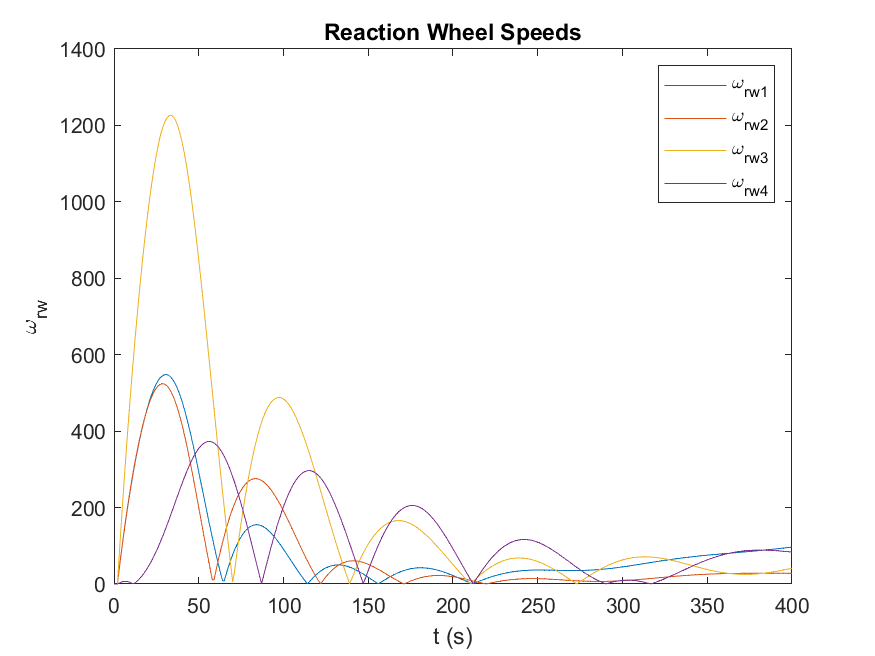 Reaction Wheel Speeds
1400
1200
1000
800
600
400
200
0
ω_rw
0 50 100 150 200 250 300 350 400
t (s)
ω_rw1
ω_rw2
ω_rw3
ω_rw4